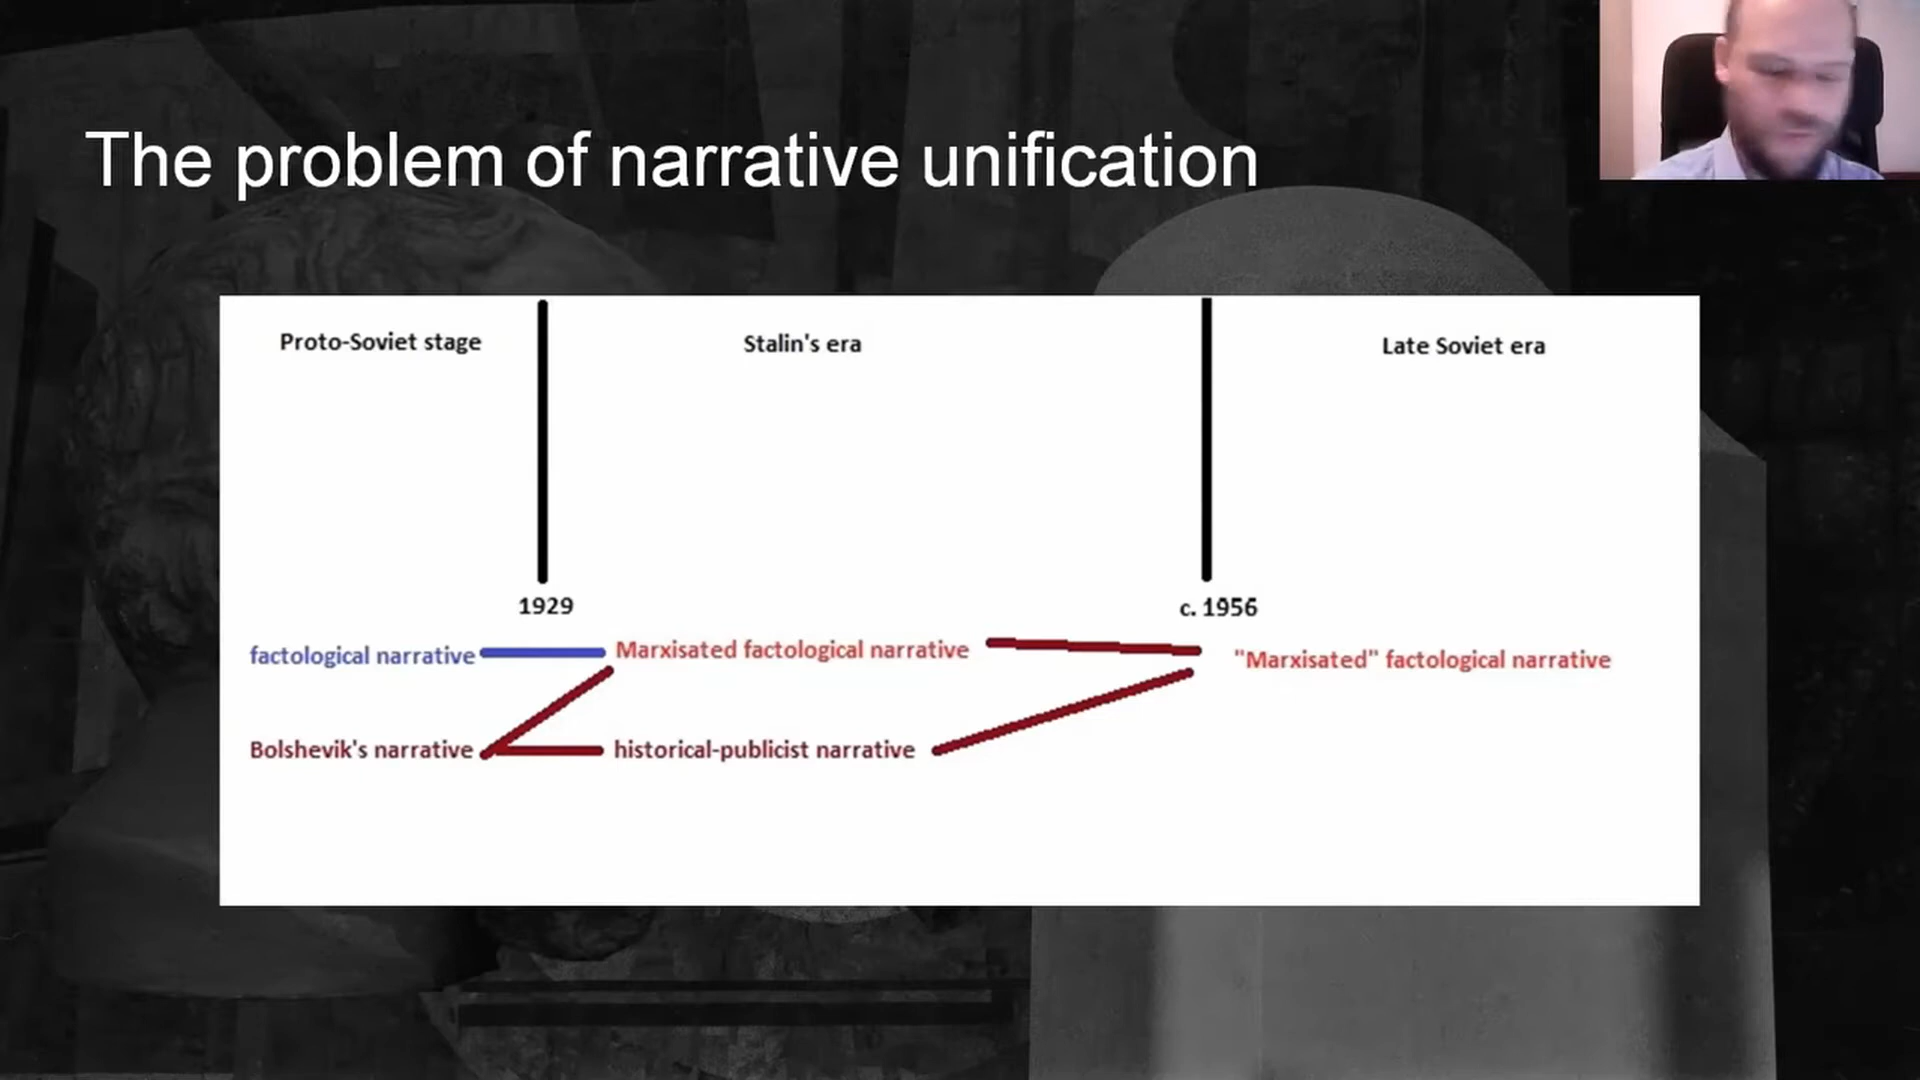 The problem of narrative unification
Proto-Soviet stage
Stalin's era
Late Soviet era
1929
c. 1956
factological narrative
Marxisated factological narrative
"Marxisated" factological narrative
Bolshevik's narrative
historical-publicist narrative